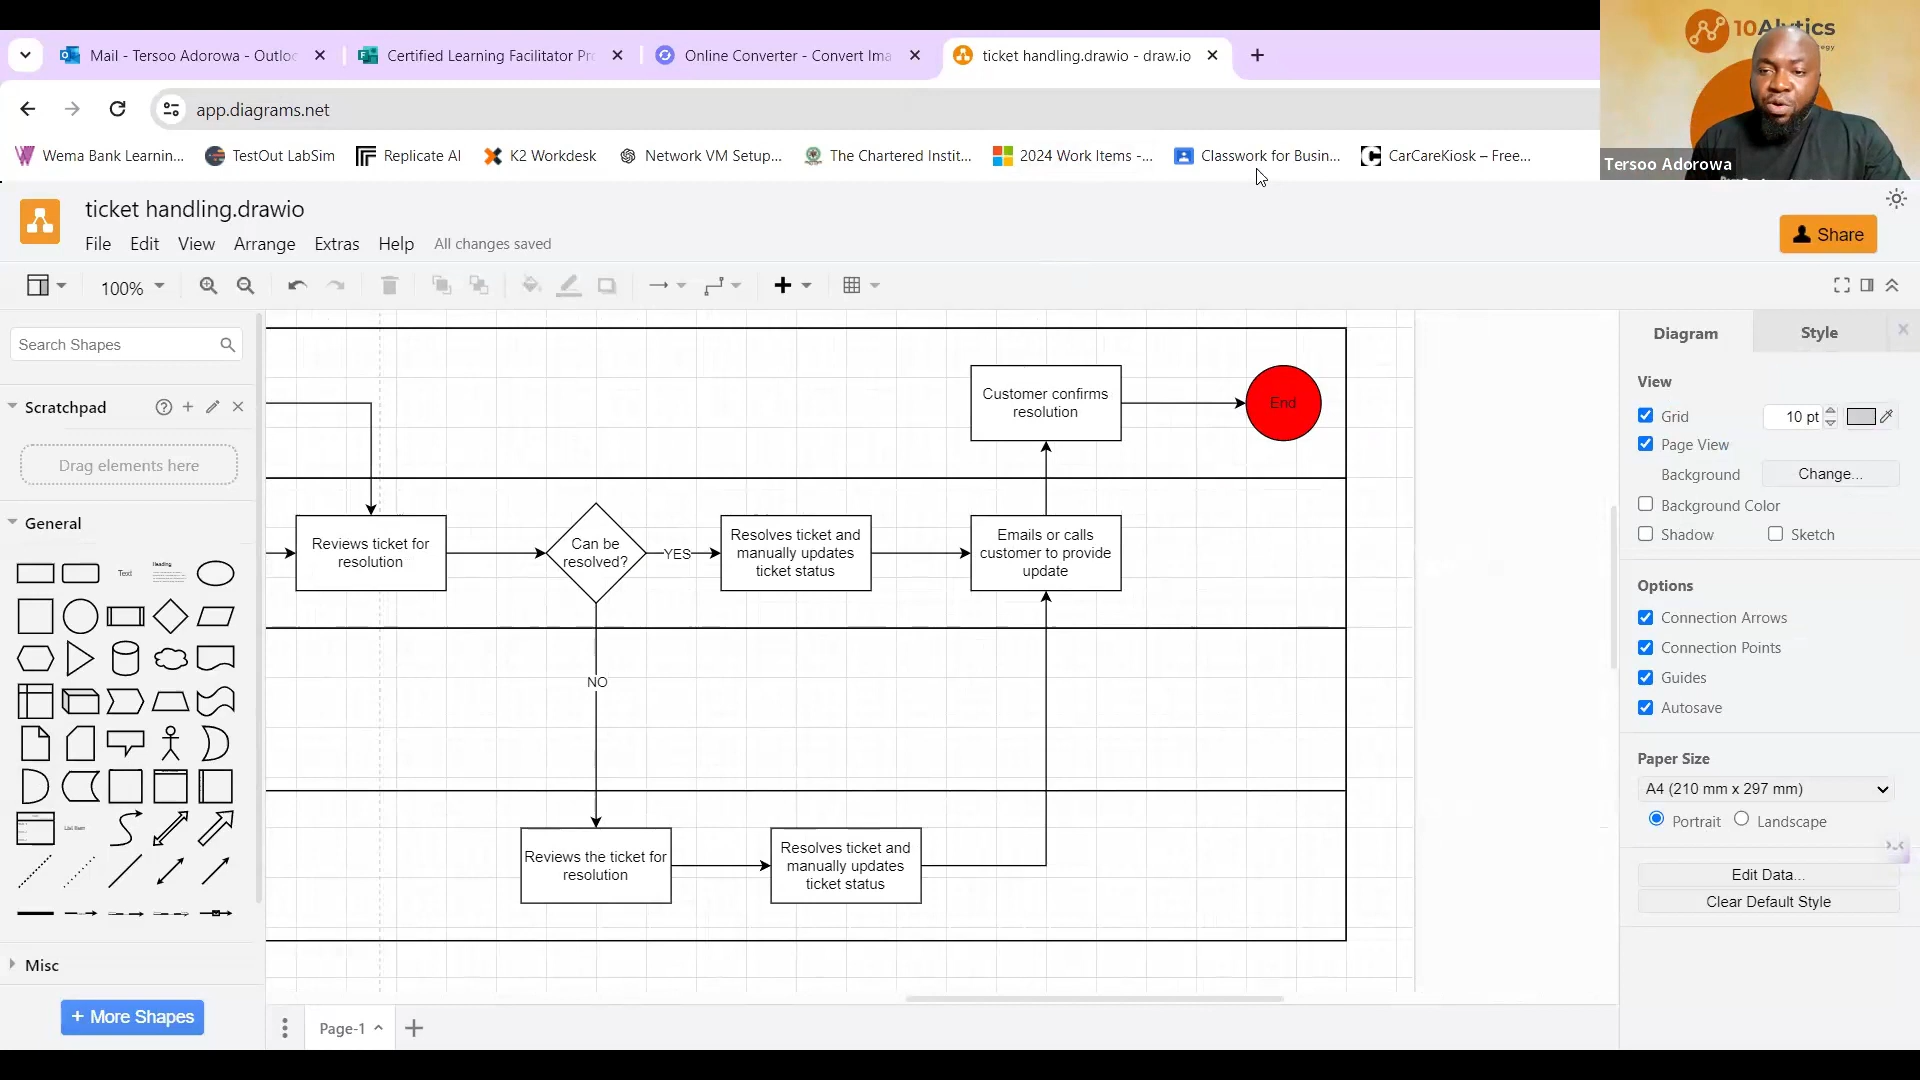 Mail - Tersoo Adorowa - Outlo
Certified Learning Facilitator Pr
Online Converter - Convert Ima
ticket handling.drawio - draw.io
app.diagrams.net
Wema Bank Learnin...
TestOut LabSim
Replicate AI
K2 Workdesk
Network VM Setup...
The Chartered Instit...
2024 Work Items -...
Classwork for Busin...
CarCareKiosk – Free...
10Alytics
Tersoo Adorowa
ticket handling.drawio
File Edit View Arrange Extras Help All changes saved
Share
100%
Search Shapes
Scratchpad
Drag elements here
General
Text
Heading
List Item
Misc
+ More Shapes
Customer confirms
resolution
End
Reviews ticket for
resolution
Can be
resolved?
YES
Resolves ticket and
manually updates
ticket status
Emails or calls
customer to provide
update
NO
Reviews the ticket for
resolution
Resolves ticket and
manually updates
ticket status
Page-1
Diagram
Style
View
Grid
10 pt
Page View
Background
Change...
Background Color
Shadow
Sketch
Options
Connection Arrows
Connection Points
Guides
Autosave
Paper Size
A4 (210 mm x 297 mm)
Portrait
Landscape
Edit Data...
Clear Default Style